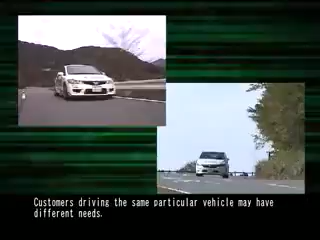 Customers driving the same particular vehicle may have
different needs.